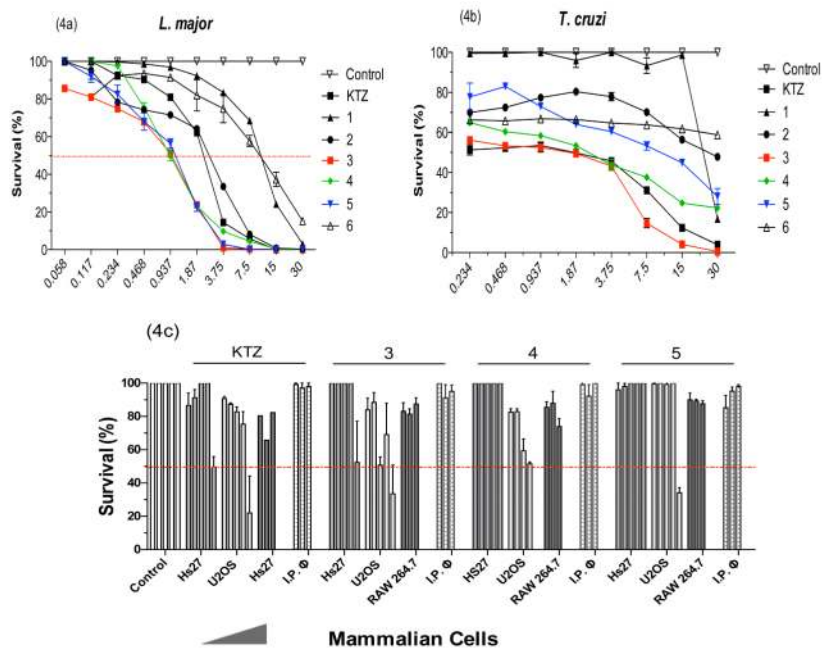 (4a) L. major
Survival (%)
100
80
60
40
20
0
0.058 0.117 0.234 0.468 0.937 1.87 3.75 7.5 15 30
Control
KTZ
1
2
3
4
5
6
(4b) T. cruzi
Survival (%)
100
80
60
40
20
0
0.234 0.468 0.937 1.87 3.75 7.5 15 30
Control
KTZ
1
2
3
4
5
6
(4c)
KTZ 3 4 5
Survival (%)
100
80
60
40
20
0
Control Hs27 U2OS Hs27 I.P. Φ Hs27 U2OS RAW 264.7 I.P. Φ HS27 U2OS RAW 264.7 I.P. Φ Hs27 U2OS RAW 264.7 I.P. Φ
Mammalian Cells